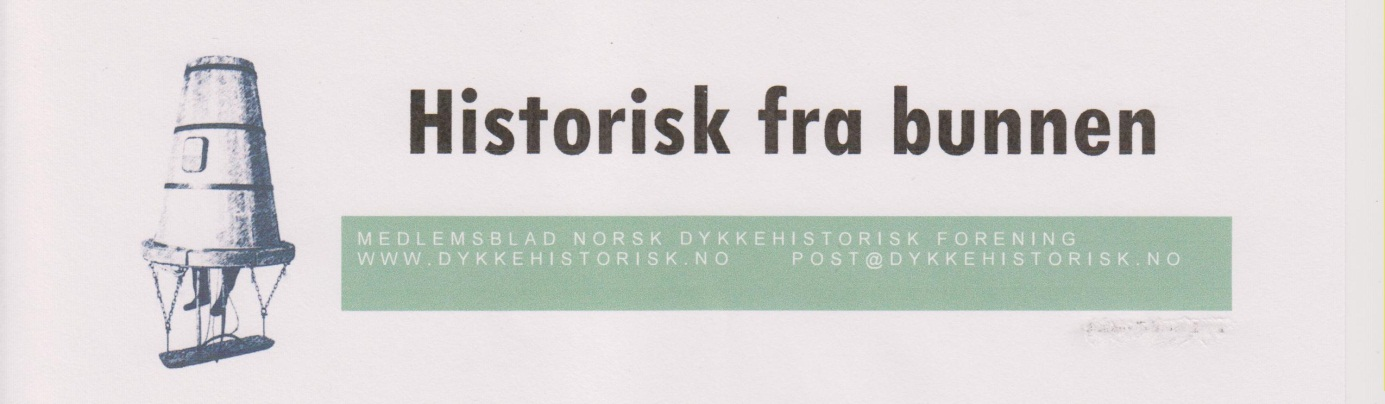 Historisk fra bunnen
MEDLEMSBLAD NORSK DYKKEHISTORISK FORENING
WWW.DYKKEHISTORISK.NO POST@DYKKEHISTORISK.NO